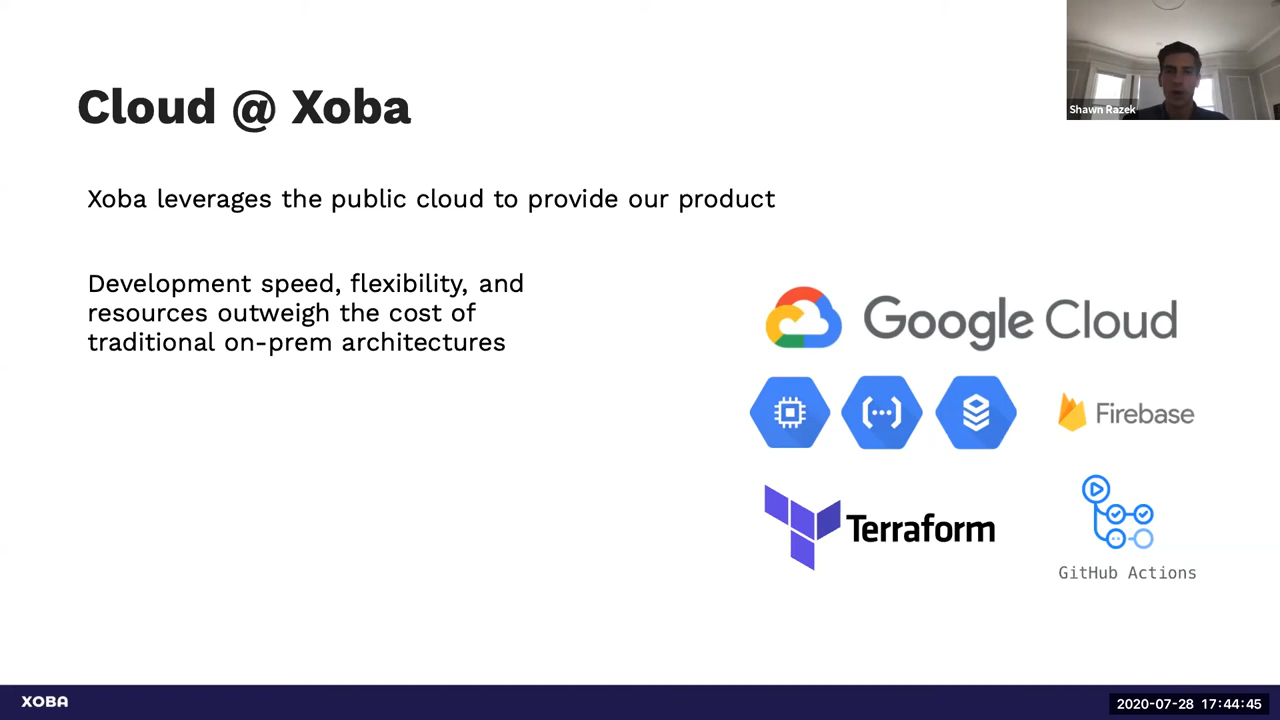 Shawn Razek
Cloud @ Xoba
Xoba leverages the public cloud to provide our product
Development speed, flexibility, and
resources outweigh the cost of
traditional on-prem architectures
Google Cloud
Firebase
Terraform
GitHub Actions
XOBA
2020-07-28 17:44:45